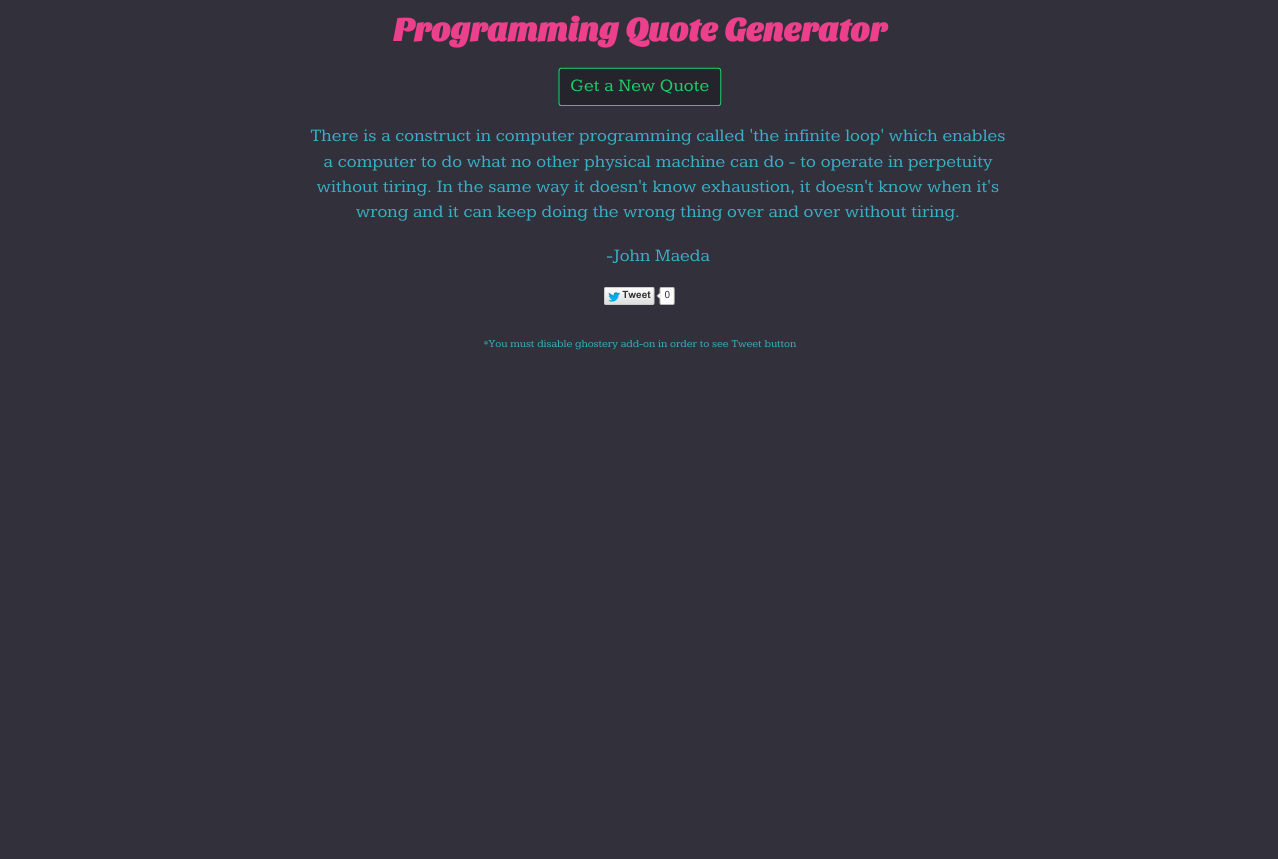 Programming Quote Generator
Get a New Quote
There is a construct in computer programming called 'the infinite loop' which enables
a computer to do what no other physical machine can do - to operate in perpetuity
without tiring. In the same way it doesn't know exhaustion, it doesn't know when it's
wrong and it can keep doing the wrong thing over and over without tiring.
-John Maeda
Tweet 0
*You must disable ghostery add-on in order to see Tweet button